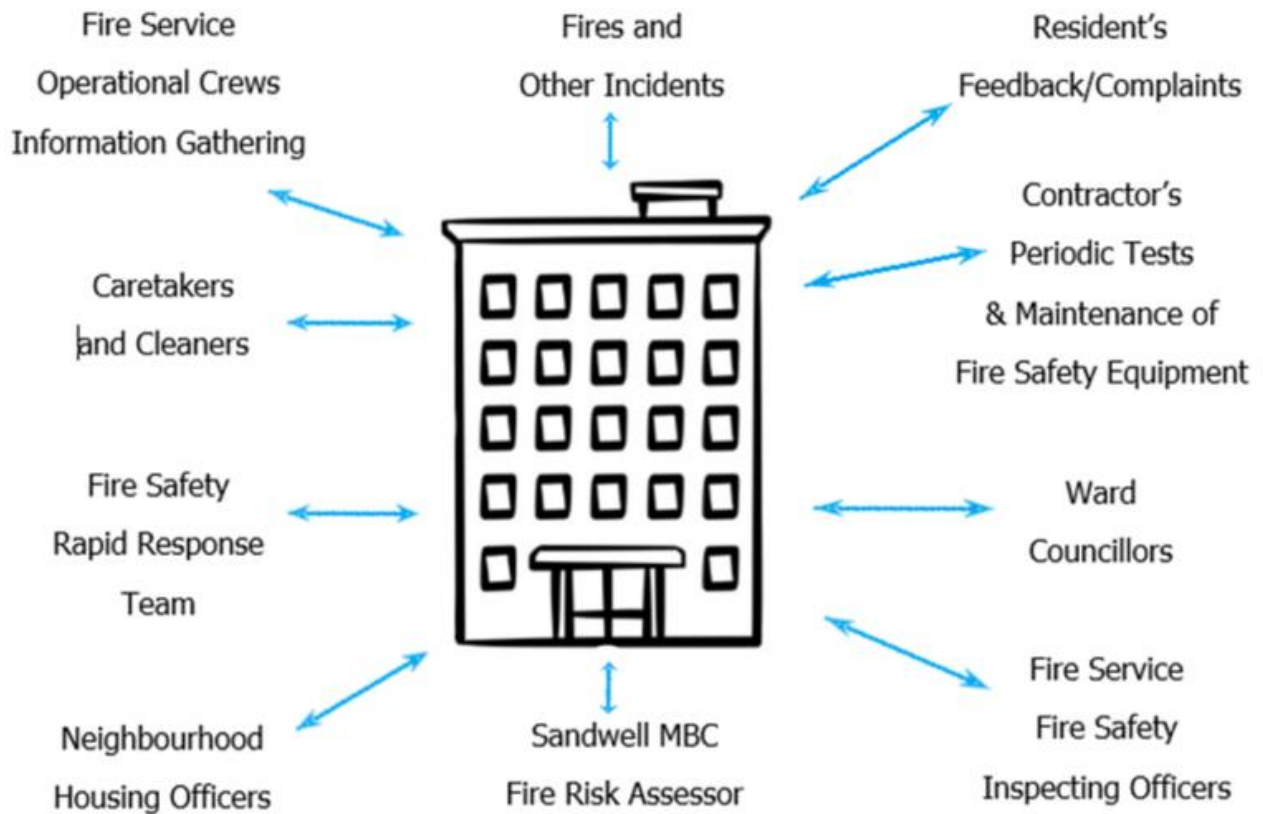 Fire Service
Operational Crews
Information Gathering
Fires and
Other Incidents
Resident’s
Feedback/Complaints
Contractor’s
Periodic Tests
& Maintenance of
Fire Safety Equipment
Caretakers
and Cleaners
Fire Safety
Rapid Response
Team
Ward
Councillors
Neighbourhood
Housing Officers
Sandwell MBC
Fire Risk Assessor
Fire Service
Fire Safety
Inspecting Officers